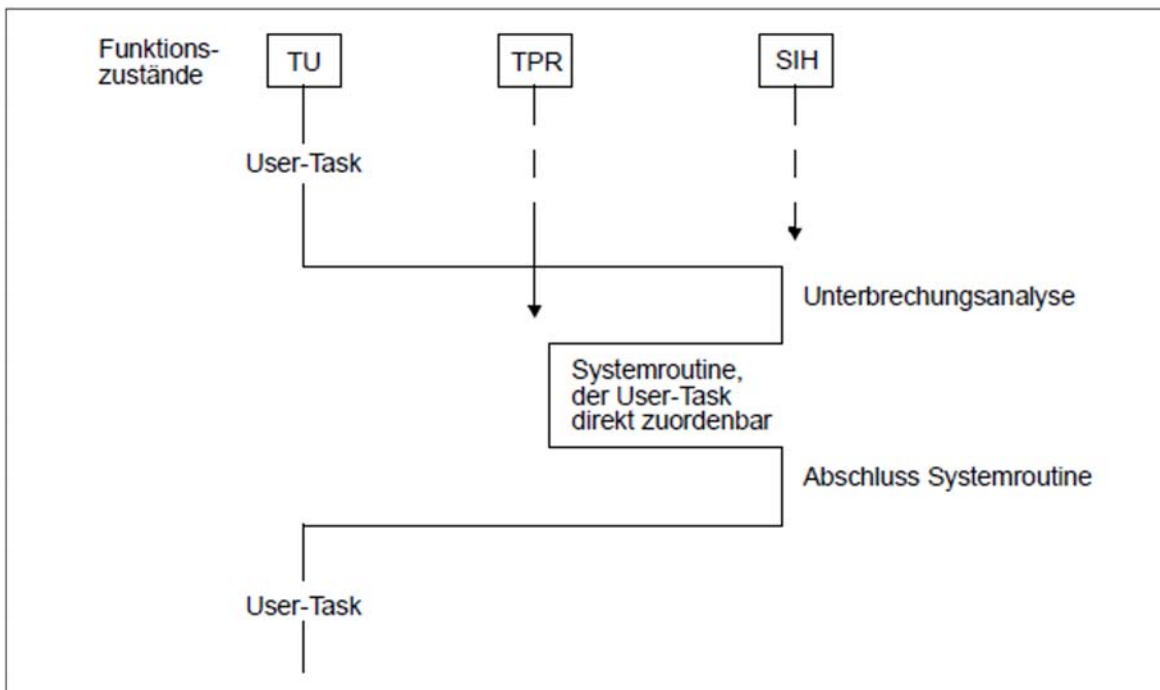 Funktions-
zustände
TU
TPR
SIH
User-Task
Unterbrechungsanalyse
Systemroutine,
der User-Task
direkt zuordenbar
Abschluss Systemroutine
User-Task